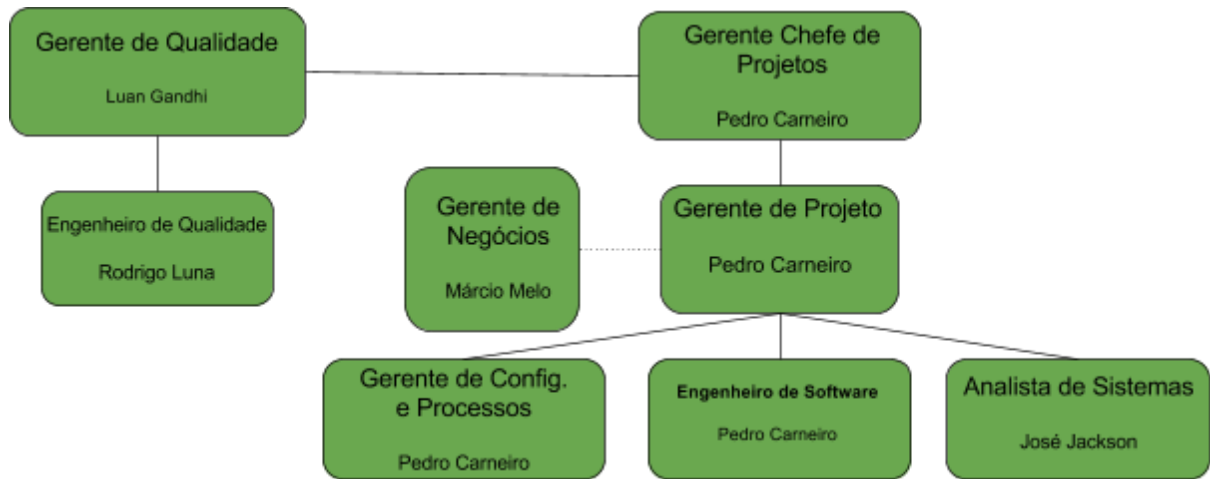 Gerente de Qualidade
Luan Gandhi
Gerente Chefe de
Projetos
Pedro Carneiro
Engenheiro de Qualidade
Rodrigo Luna
Gerente de
Negócios
Márcio Melo
Gerente de Projeto
Pedro Carneiro
Gerente de Config.
e Processos
Pedro Carneiro
Engenheiro de Software
Pedro Carneiro
Analista de Sistemas
José Jackson